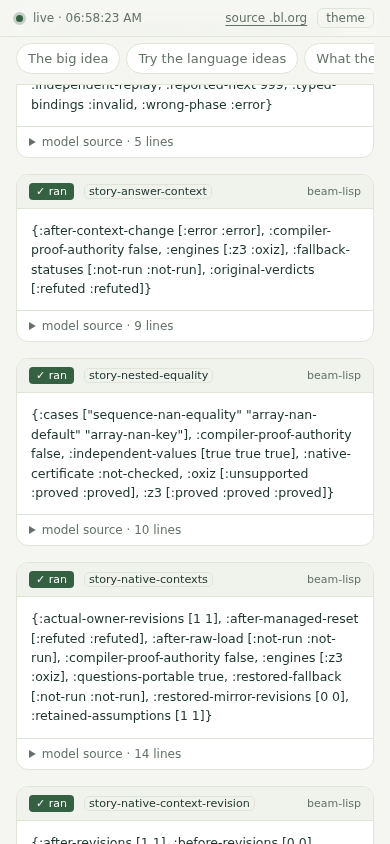 live · 06:58:23 AM
source .bl.org
theme
The big idea
Try the language ideas
What the
:independent-replay, :reported-next 999, :typed-
bindings :invalid, :wrong-phase :error}
▶ model source · 5 lines
✓ ran
story-answer-context
beam-lisp
{:after-context-change [:error :error], :compiler-
proof-authority false, :engines [:z3 :oxiz], :fallback-
statuses [:not-run :not-run], :original-verdicts
[:refuted :refuted]}
▶ model source · 9 lines
✓ ran
story-nested-equality
beam-lisp
{:cases ["sequence-nan-equality" "array-nan-
default" "array-nan-key"], :compiler-proof-authority
false, :independent-values [true true true], :native-
certificate :not-checked, :oxiz [:unsupported
:proved :proved], :z3 [:proved :proved :proved]}
▶ model source · 10 lines
✓ ran
story-native-contexts
beam-lisp
{:actual-owner-revisions [1 1], :after-managed-reset
[:refuted :refuted], :after-raw-load [:not-run :not-
run], :compiler-proof-authority false, :engines [:z3
:oxiz], :questions-portable true, :restored-fallback
[:not-run :not-run], :restored-mirror-revisions [0 0],
:retained-assumptions [1 1]}
▶ model source · 14 lines
✓ ran
story-native-context-revision
beam-lisp
{:after-revisions [1 1], :before-revisions [0 0],